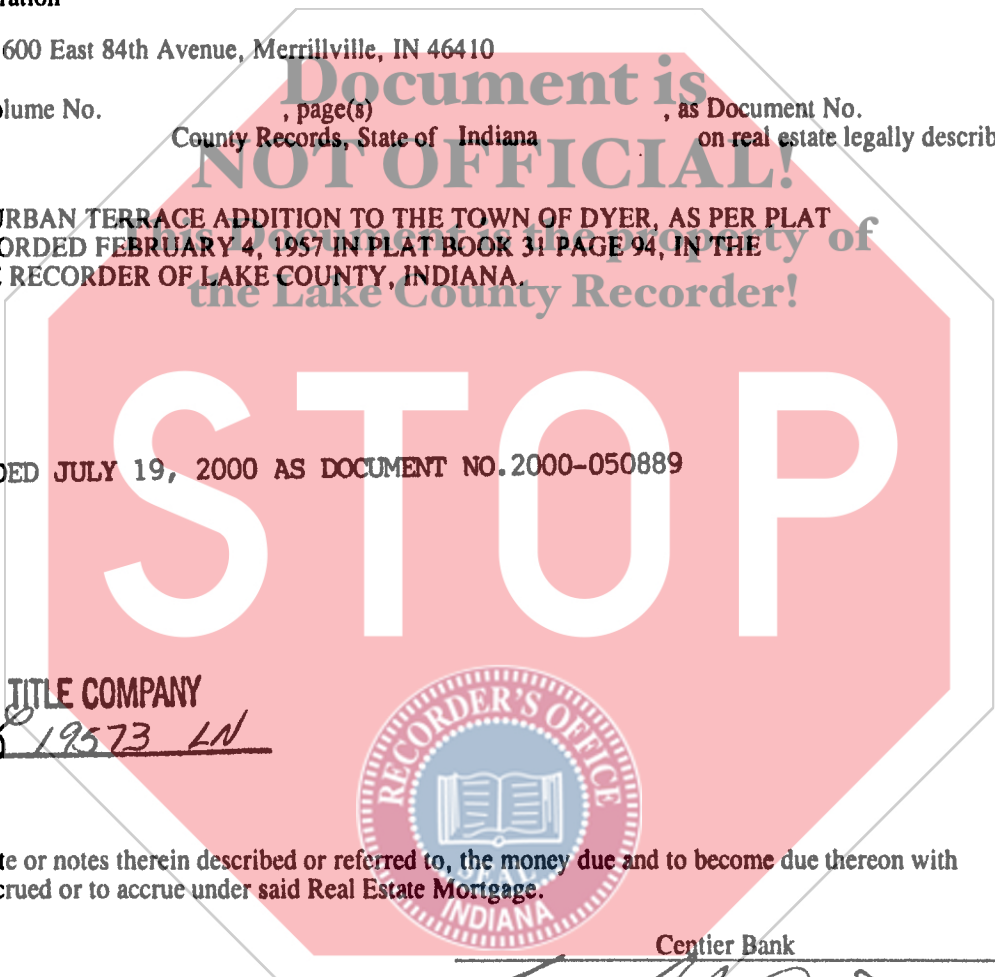 ration
600 East 84th Avenue, Merrillville, IN 46410
Document is
lume No. , page(s) , as Document No.
County Records, State of Indiana on real estate legally describ
NOT OFFICIAL!
URBAN TERRACE ADDITION TO THE TOWN OF DYER, AS PER PLAT
This Document is the property of
ORDED FEBRUARY 4, 1957 IN PLAT BOOK 31 PAGE 94, IN THE
RECORDER OF LAKE COUNTY, INDIANA.
the Lake County Recorder!
STOP
DED JULY 19, 2000 AS DOCUMENT NO.2000-050889
TITLE COMPANY
19573 LN
RECORDER'S OFFICE
SEAL
INDIANA
te or notes therein described or referred to, the money due and to become due thereon with
crued or to accrue under said Real Estate Mortgage.
Centier Bank